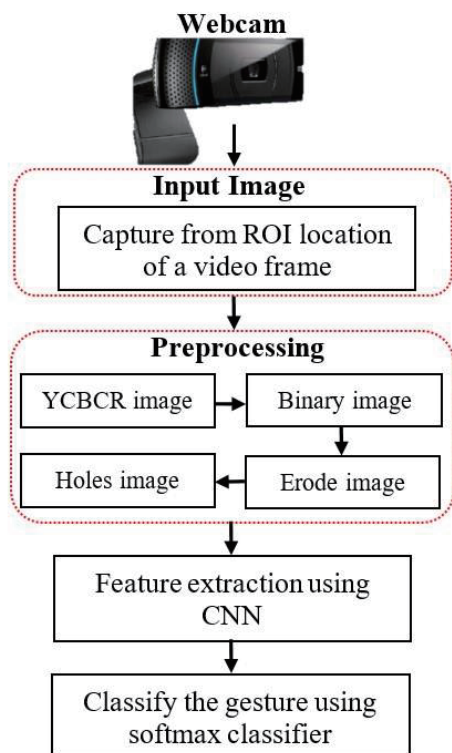 Webcam
Input Image
Capture from ROI location
of a video frame
Preprocessing
YCBCR image
Binary image
Holes image
Erode image
Feature extraction using
CNN
Classify the gesture using
softmax classifier